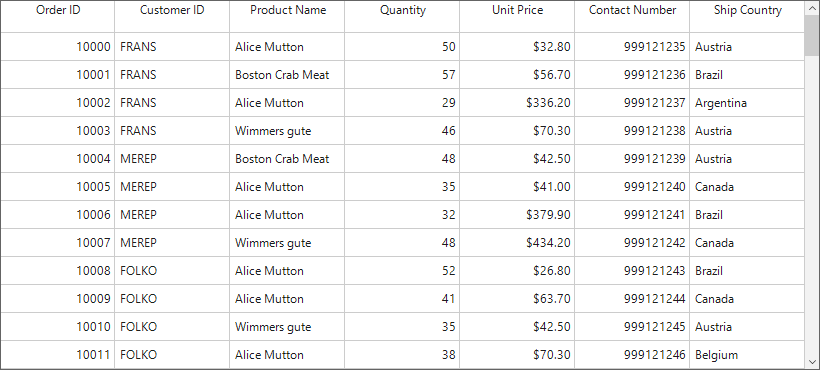 Order ID Customer ID Product Name Quantity Unit Price Contact Number Ship Country
10000 FRANS Alice Mutton 50 $32.80 999121235 Austria
10001 FRANS Boston Crab Meat 57 $56.70 999121236 Brazil
10002 FRANS Alice Mutton 29 $336.20 999121237 Argentina
10003 FRANS Wimmers gute 46 $70.30 999121238 Austria
10004 MEREP Boston Crab Meat 48 $42.50 999121239 Austria
10005 MEREP Alice Mutton 35 $41.00 999121240 Canada
10006 MEREP Alice Mutton 32 $379.90 999121241 Brazil
10007 MEREP Wimmers gute 48 $434.20 999121242 Canada
10008 FOLKO Alice Mutton 52 $26.80 999121243 Brazil
10009 FOLKO Alice Mutton 41 $63.70 999121244 Canada
10010 FOLKO Wimmers gute 35 $42.50 999121245 Austria
10011 FOLKO Alice Mutton 38 $70.30 999121246 Belgium